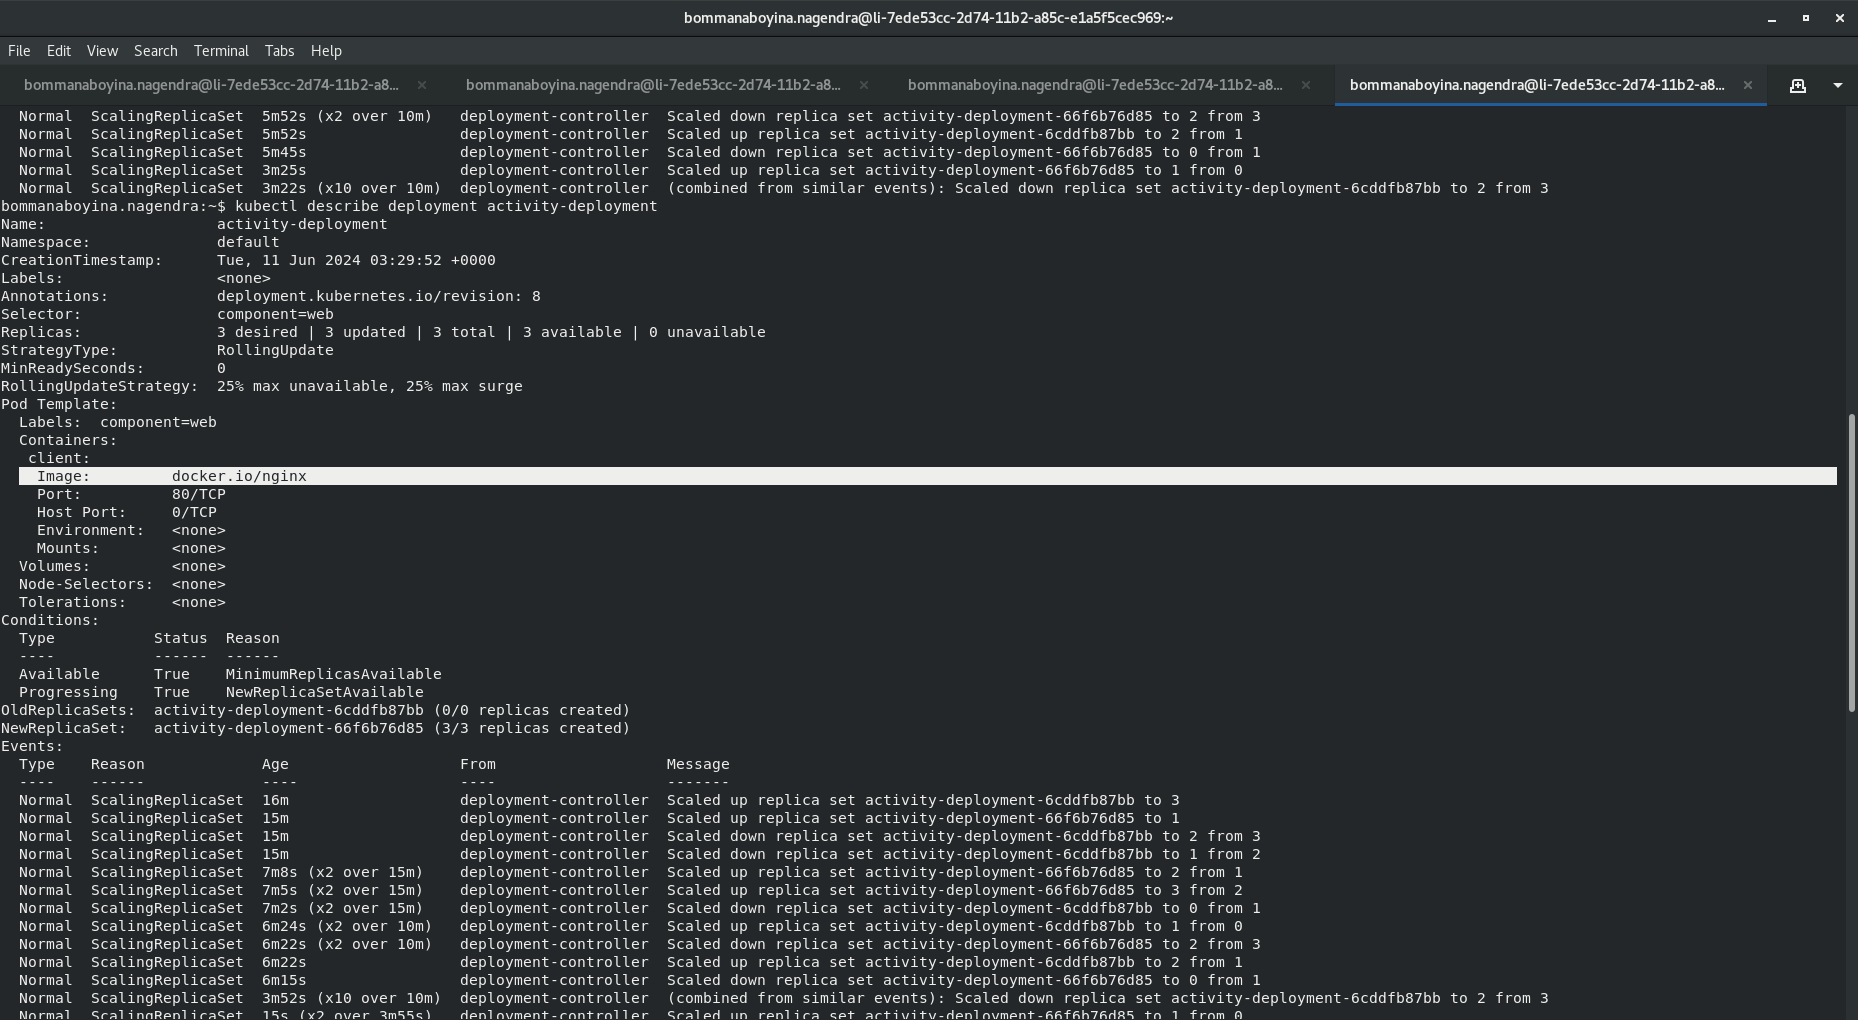 bommanaboyina.nagendra@li-7ede53cc-2d74-11b2-a85c-e1a5f5cec969:~
File Edit View Search Terminal Tabs Help
bommanaboyina.nagendra@li-7ede53cc-2d74-11b2-a8... × bommanaboyina.nagendra@li-7ede53cc-2d74-11b2-a8... × bommanaboyina.nagendra@li-7ede53cc-2d74-11b2-a8... × bommanaboyina.nagendra@li-7ede53cc-2d74-11b2-a8... ×
  Normal  ScalingReplicaSet  5m52s (x2 over 10m)   deployment-controller  Scaled down replica set activity-deployment-66f6b76d85 to 2 from 3
  Normal  ScalingReplicaSet  5m52s                 deployment-controller  Scaled up replica set activity-deployment-6cddfb87bb to 2 from 1
  Normal  ScalingReplicaSet  5m45s                 deployment-controller  Scaled down replica set activity-deployment-66f6b76d85 to 0 from 1
  Normal  ScalingReplicaSet  3m25s                 deployment-controller  Scaled up replica set activity-deployment-66f6b76d85 to 1 from 0
  Normal  ScalingReplicaSet  3m22s (x10 over 10m)  deployment-controller  (combined from similar events): Scaled down replica set activity-deployment-6cddfb87bb to 2 from 3
bommanaboyina.nagendra:~$ kubectl describe deployment activity-deployment
Name:                   activity-deployment
Namespace:              default
CreationTimestamp:      Tue, 11 Jun 2024 03:29:52 +0000
Labels:                 <none>
Annotations:            deployment.kubernetes.io/revision: 8
Selector:               component=web
Replicas:               3 desired | 3 updated | 3 total | 3 available | 0 unavailable
StrategyType:           RollingUpdate
MinReadySeconds:        0
RollingUpdateStrategy:  25% max unavailable, 25% max surge
Pod Template:
  Labels:  component=web
  Containers:
   client:
    Image:         docker.io/nginx
    Port:          80/TCP
    Host Port:     0/TCP
    Environment:   <none>
    Mounts:        <none>
  Volumes:         <none>
  Node-Selectors:  <none>
  Tolerations:     <none>
Conditions:
  Type           Status  Reason
  ----           ------  ------
  Available      True    MinimumReplicasAvailable
  Progressing    True    NewReplicaSetAvailable
OldReplicaSets:  activity-deployment-6cddfb87bb (0/0 replicas created)
NewReplicaSet:   activity-deployment-66f6b76d85 (3/3 replicas created)
Events:
  Type    Reason             Age                   From                   Message
  ----    ------             ----                  ----                   -------
  Normal  ScalingReplicaSet  16m                   deployment-controller  Scaled up replica set activity-deployment-6cddfb87bb to 3
  Normal  ScalingReplicaSet  15m                   deployment-controller  Scaled up replica set activity-deployment-66f6b76d85 to 1
  Normal  ScalingReplicaSet  15m                   deployment-controller  Scaled down replica set activity-deployment-6cddfb87bb to 2 from 3
  Normal  ScalingReplicaSet  15m                   deployment-controller  Scaled down replica set activity-deployment-6cddfb87bb to 1 from 2
  Normal  ScalingReplicaSet  7m8s (x2 over 15m)    deployment-controller  Scaled up replica set activity-deployment-66f6b76d85 to 2 from 1
  Normal  ScalingReplicaSet  7m5s (x2 over 15m)    deployment-controller  Scaled up replica set activity-deployment-66f6b76d85 to 3 from 2
  Normal  ScalingReplicaSet  7m2s (x2 over 15m)    deployment-controller  Scaled down replica set activity-deployment-6cddfb87bb to 0 from 1
  Normal  ScalingReplicaSet  6m24s (x2 over 10m)   deployment-controller  Scaled up replica set activity-deployment-6cddfb87bb to 1 from 0
  Normal  ScalingReplicaSet  6m22s (x2 over 10m)   deployment-controller  Scaled down replica set activity-deployment-66f6b76d85 to 2 from 3
  Normal  ScalingReplicaSet  6m22s                 deployment-controller  Scaled up replica set activity-deployment-6cddfb87bb to 2 from 1
  Normal  ScalingReplicaSet  6m15s                 deployment-controller  Scaled down replica set activity-deployment-66f6b76d85 to 0 from 1
  Normal  ScalingReplicaSet  3m52s (x10 over 10m)  deployment-controller  (combined from similar events): Scaled down replica set activity-deployment-6cddfb87bb to 2 from 3
  Normal  ScalingReplicaSet  15s (x2 over 3m55s)   deployment-controller  Scaled up replica set activity-deployment-66f6b76d85 to 1 from 0